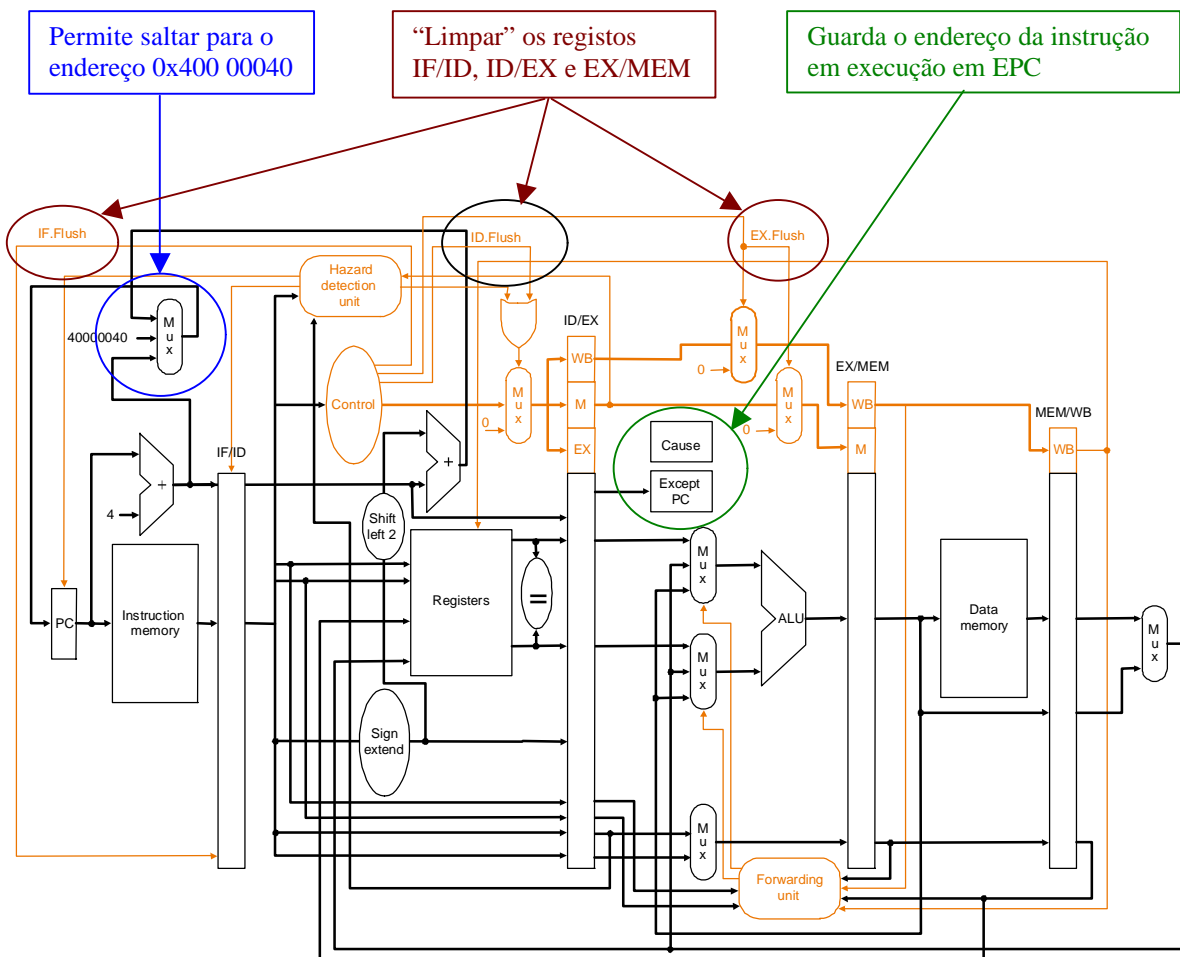 Permite saltar para o
endereço 0x400 00040
“Limpar” os registos
IF/ID, ID/EX e EX/MEM
Guarda o endereço da instrução
em execução em EPC
IF.Flush
ID.Flush
EX.Flush
Hazard
detection
unit
40000040
M
u
x
ID/EX
WB
M
EX
M
u
x
0
EX/MEM
WB
M
M
u
x
0
MEM/WB
WB
Control
M
u
x
0
Cause
Except
PC
IF/ID
+
4
+
Shift
left 2
PC
Instruction
memory
Registers
=
M
u
x
ALU
Data
memory
M
u
x
M
u
x
Sign
extend
M
u
x
Forwarding
unit